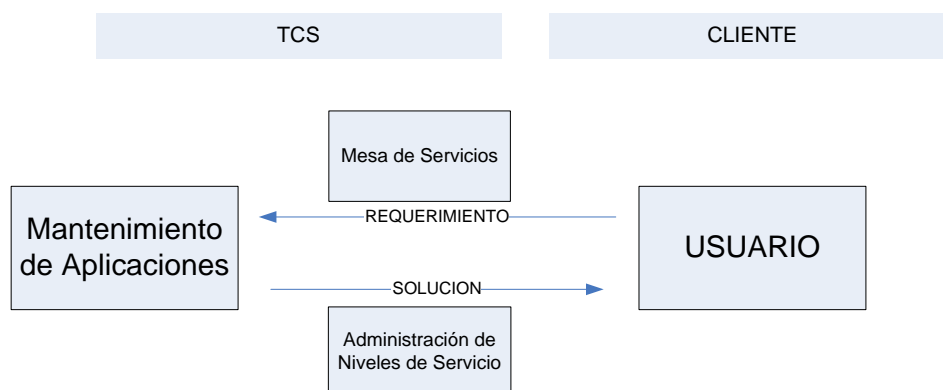 TCS
CLIENTE
Mesa de Servicios
Mantenimiento
de Aplicaciones
REQUERIMIENTO
USUARIO
SOLUCION
Administración de
Niveles de Servicio